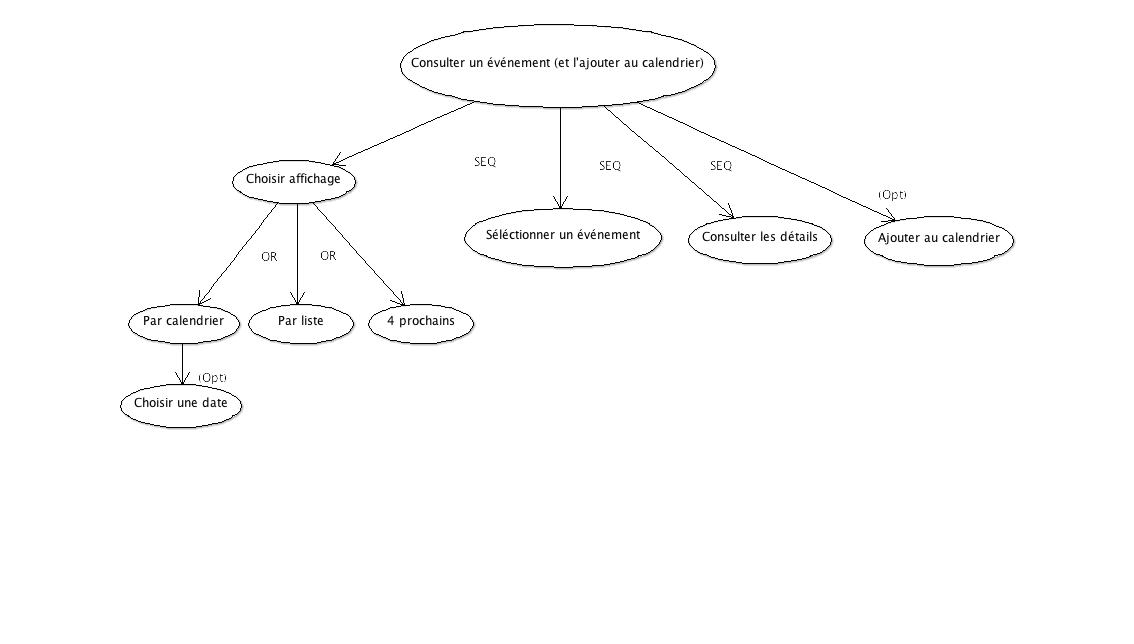 Consulter un événement (et l'ajouter au calendrier)
SEQ
SEQ
SEQ
(Opt)
Choisir affichage
Séléctionner un événement
Consulter les détails
Ajouter au calendrier
OR
OR
Par calendrier
Par liste
4 prochains
(Opt)
Choisir une date